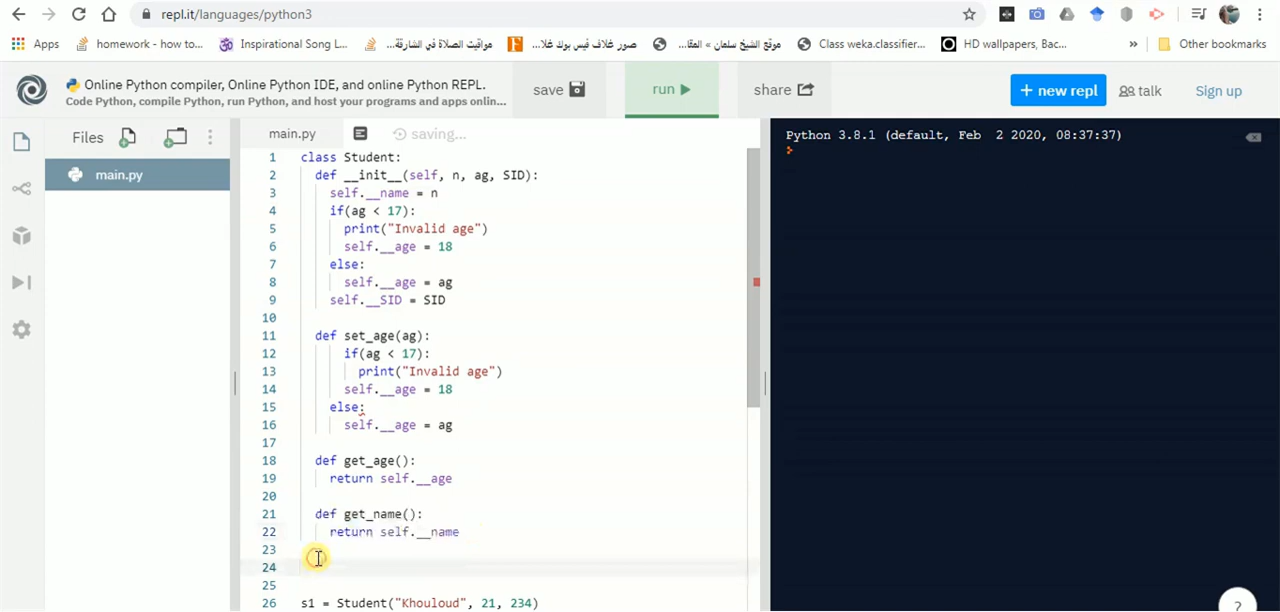 repl.it/languages/python3
Apps homework - how to... Inspirational Song L... مواقيت الصلاة في الشارقة... صور غلاف فيس بوك غلا... موقع الشيخ سلمان » المقا... Class weka.classifier... HD wallpapers, Bac... » Other bookmarks
Online Python compiler, Online Python IDE, and online Python REPL.
Code Python, compile Python, run Python, and host your programs and apps onlin...
save run share + new repl talk Sign up
Files
main.py
main.py saving...
1 class Student:
2 def __init__(self, n, ag, SID):
3 self.__name = n
4 if(ag < 17):
5 print("Invalid age")
6 self.__age = 18
7 else:
8 self.__age = ag
9 self.__SID = SID
10
11 def set_age(ag):
12 if(ag < 17):
13 print("Invalid age")
14 self.__age = 18
15 else:
16 self.__age = ag
17
18 def get_age():
19 return self.__age
20
21 def get_name():
22 return self.__name
23
24
25
26 s1 = Student("Khouloud", 21, 234)
Python 3.8.1 (default, Feb 2 2020, 08:37:37)
?